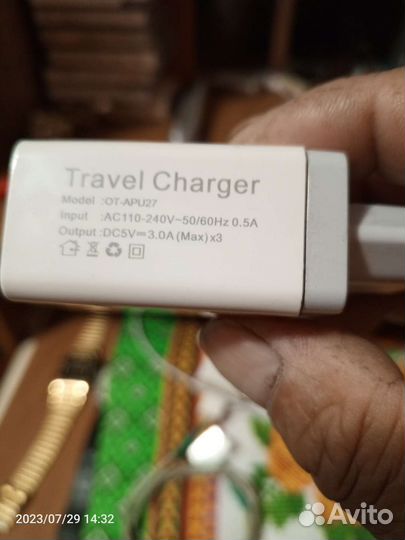 Travel Charger
Model :OT-APU27
Input :AC110-240V~50/60Hz 0.5A
Output :DC5V⎓3.0A(Max)x3
2023/07/29 14:32
Avito